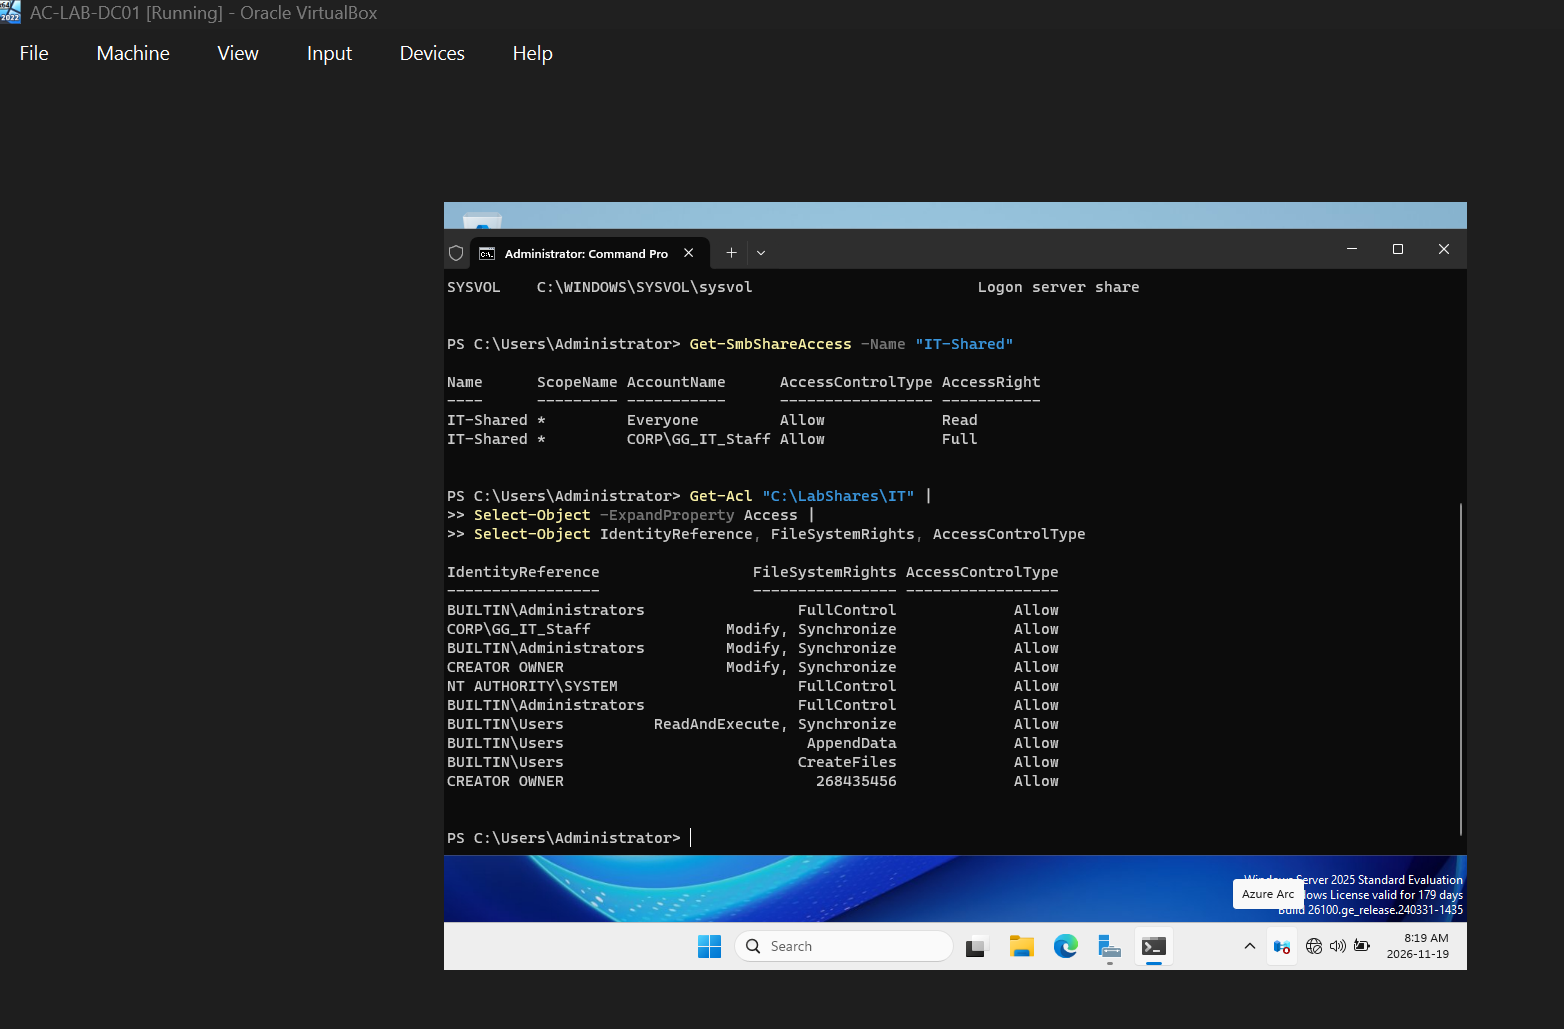 AC-LAB-DC01 [Running] - Oracle VirtualBox
File Machine View Input Devices Help
Administrator: Command Pro
SYSVOL C:\WINDOWS\SYSVOL\sysvol Logon server share
PS C:\Users\Administrator> Get-SmbShareAccess -Name "IT-Shared"
Name ScopeName AccountName AccessControlType AccessRight
---- --------- ----------- ----------------- -----------
IT-Shared * Everyone Allow Read
IT-Shared * CORP\GG_IT_Staff Allow Full
PS C:\Users\Administrator> Get-Acl "C:\LabShares\IT" |
>> Select-Object -ExpandProperty Access |
>> Select-Object IdentityReference, FileSystemRights, AccessControlType
IdentityReference FileSystemRights AccessControlType
----------------- ---------------- -----------------
BUILTIN\Administrators FullControl Allow
CORP\GG_IT_Staff Modify, Synchronize Allow
BUILTIN\Administrators Modify, Synchronize Allow
CREATOR OWNER Modify, Synchronize Allow
NT AUTHORITY\SYSTEM FullControl Allow
BUILTIN\Administrators FullControl Allow
BUILTIN\Users ReadAndExecute, Synchronize Allow
BUILTIN\Users AppendData Allow
BUILTIN\Users CreateFiles Allow
CREATOR OWNER 268435456 Allow
PS C:\Users\Administrator>
Server 2025 Standard Evaluation
License valid for 179 days
Build 26100.ge_release.240331-1435
Azure Arc
Search
8:19 AM
2026-11-19